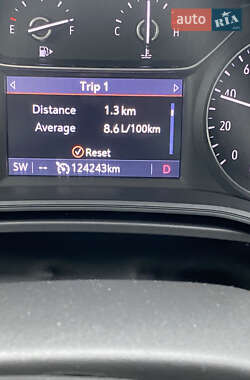 auto RIA
E F
C H
Trip 1
Distance 1.3 km
Average 8.6 L/100km
Reset
SW -- 124243km D
40
20
0